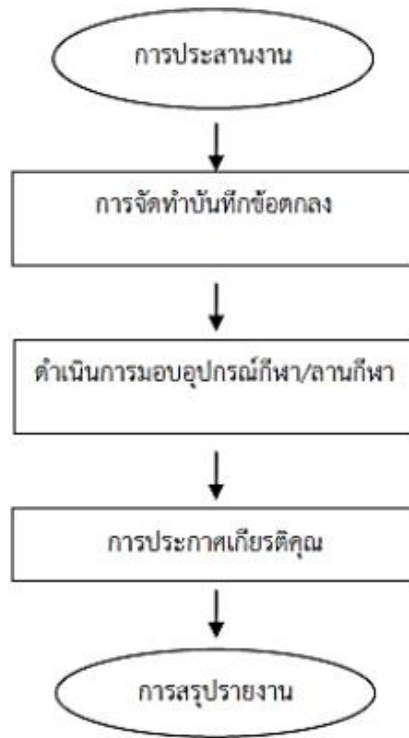 การประสานงาน
การจัดทำบันทึกข้อตกลง
ดำเนินการมอบอุปกรณ์กีฬา/ลานกีฬา
การประกาศเกียรติคุณ
การสรุปรายงาน